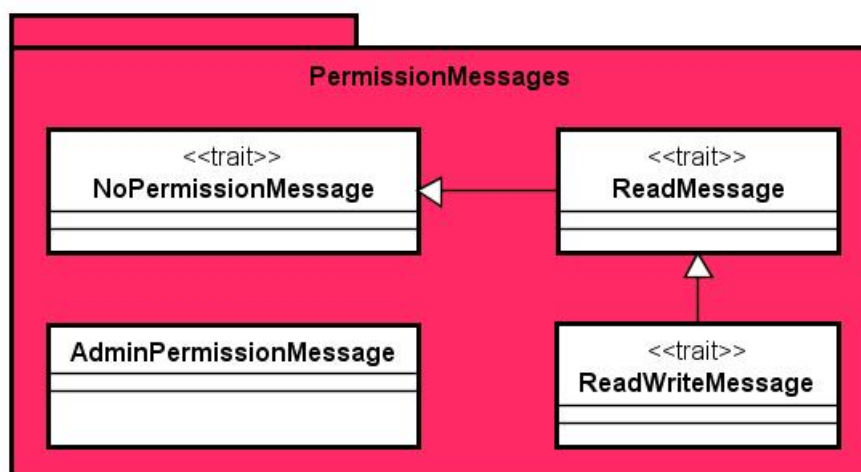 PermissionMessages
<<trait>>
NoPermissionMessage
<<trait>>
ReadMessage
AdminPermissionMessage
<<trait>>
ReadWriteMessage